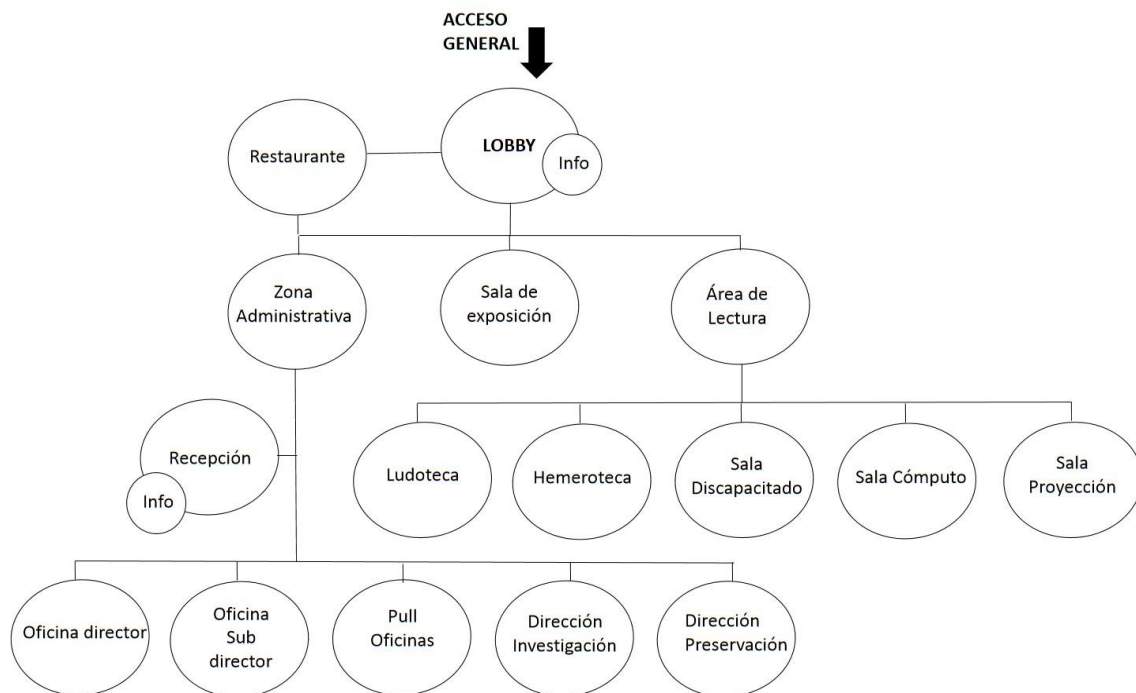 ACCESO
GENERAL
LOBBY
Info
Restaurante
Zona
Administrativa
Sala de
exposición
Área de
Lectura
Recepción
Info
Ludoteca
Hemeroteca
Sala
Discapacitado
Sala Cómputo
Sala
Proyección
Oficina director
Oficina
Sub
director
Pull
Oficinas
Dirección
Investigación
Dirección
Preservación